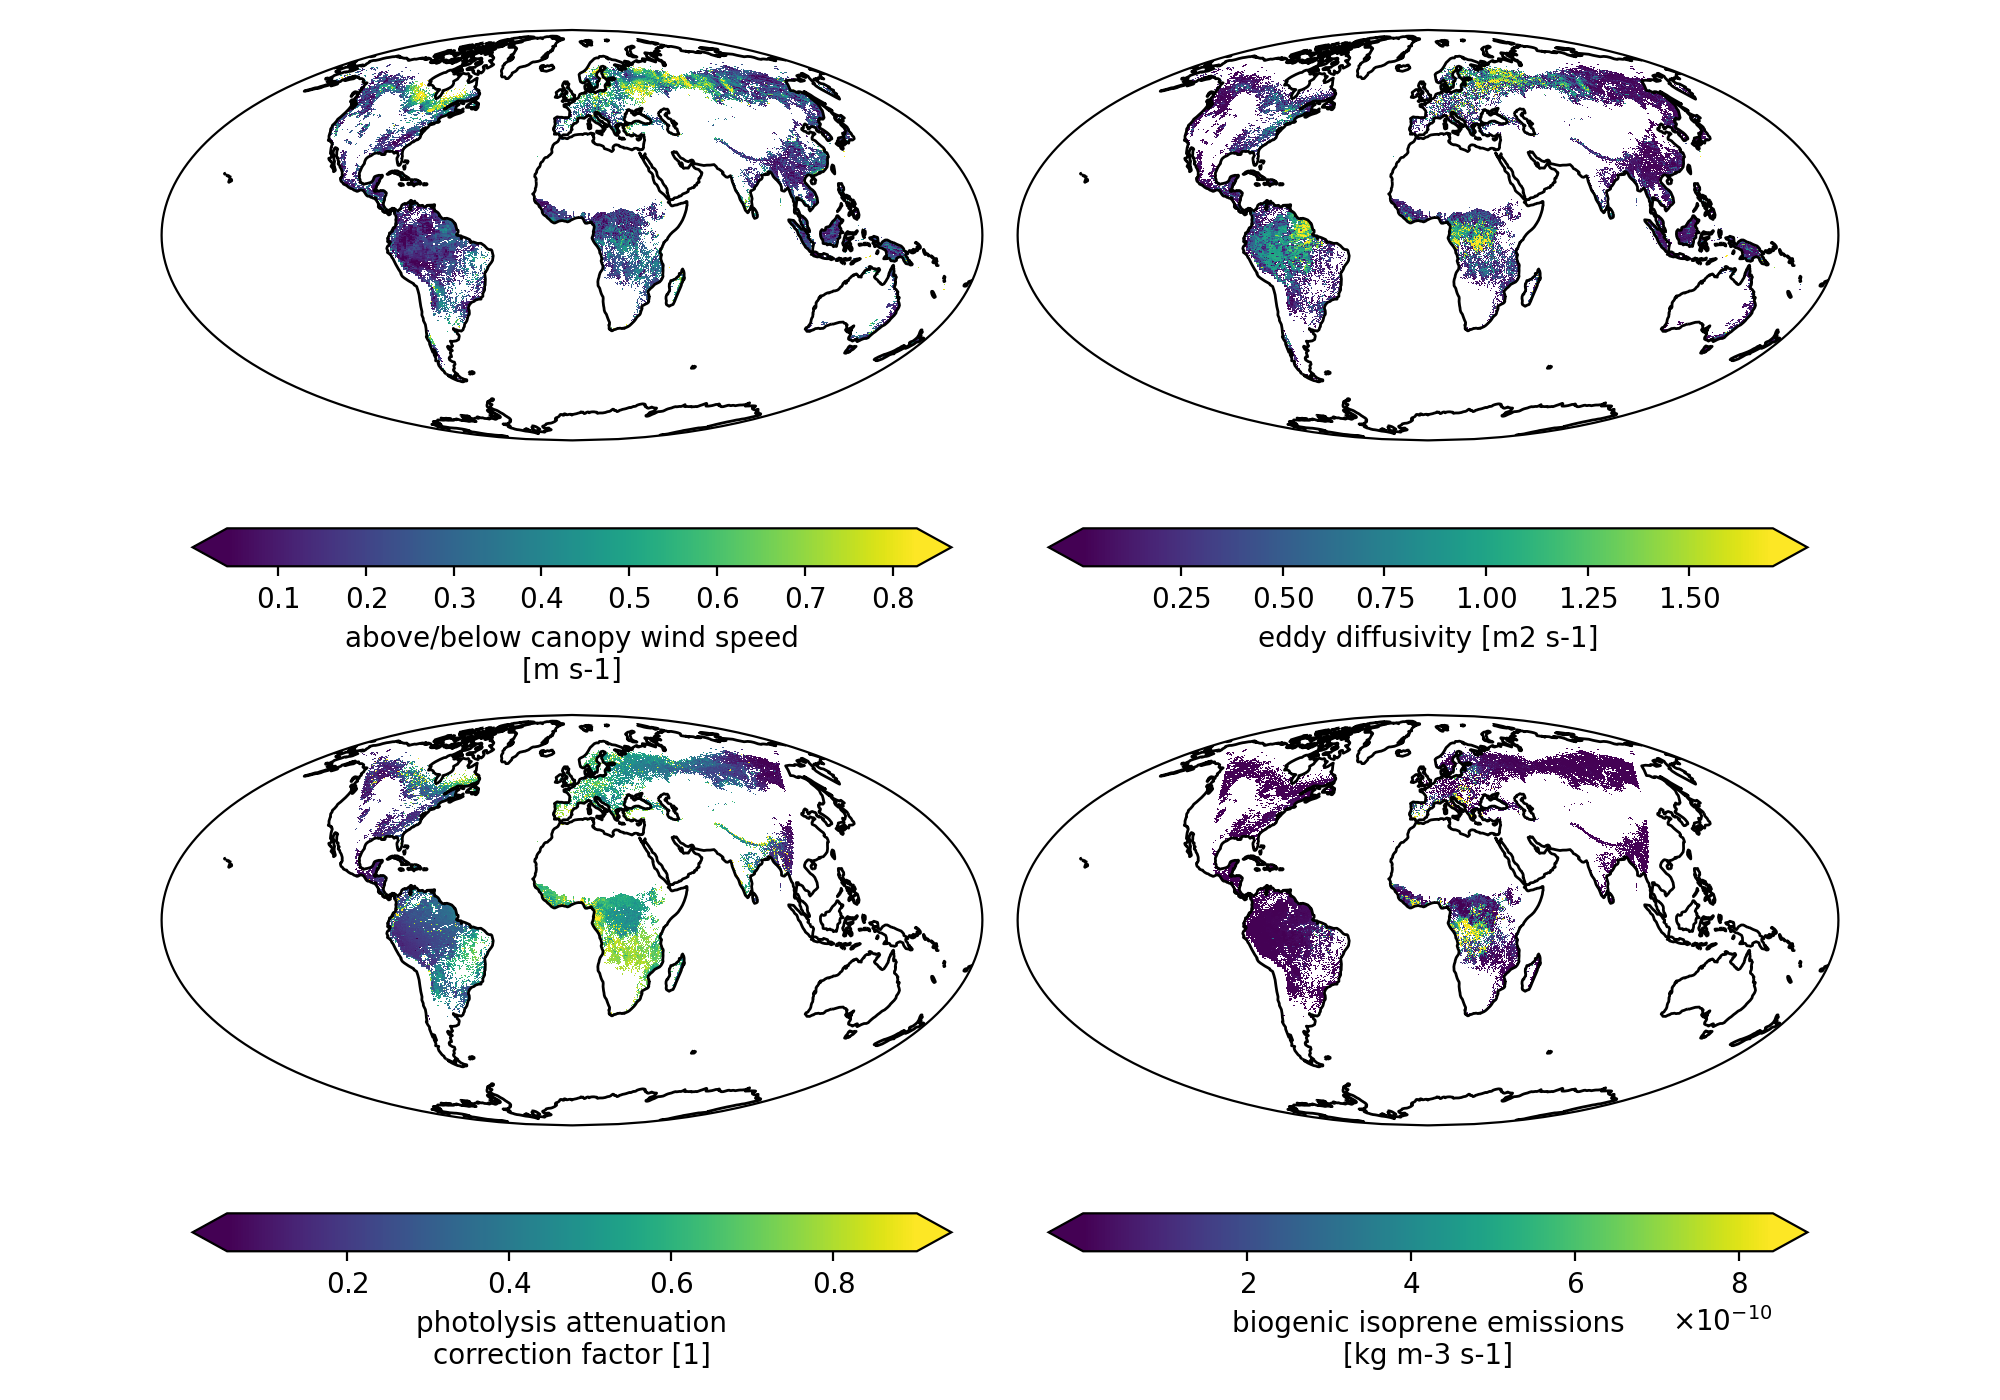 0.1 0.2 0.3 0.4 0.5 0.6 0.7 0.8
above/below canopy wind speed
[m s-1]
0.25 0.50 0.75 1.00 1.25 1.50
eddy diffusivity [m2 s-1]
0.2 0.4 0.6 0.8
photolysis attenuation
correction factor [1]
2 4 6 8
×10⁻¹⁰
biogenic isoprene emissions
[kg m-3 s-1]